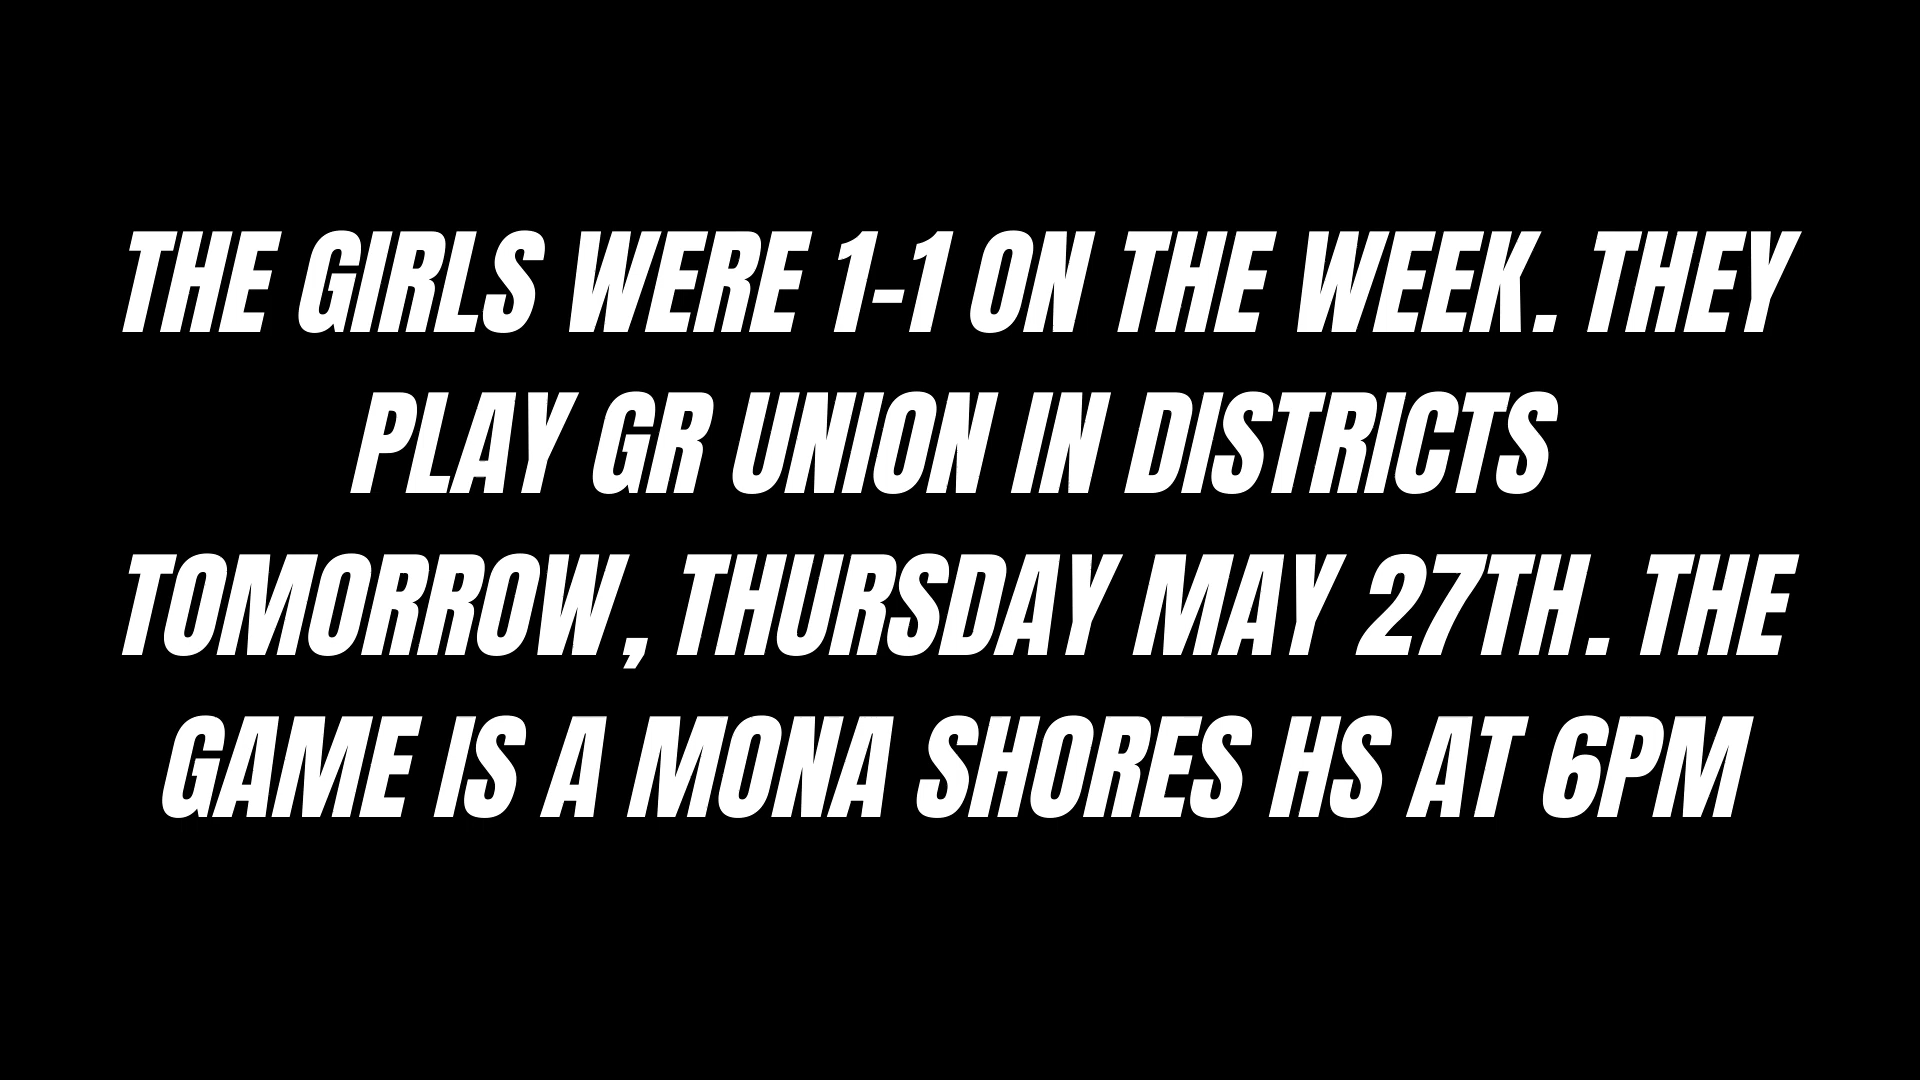 THE GIRLS WERE 1-1 ON THE WEEK. THEY
PLAY GR UNION IN DISTRICTS
TOMORROW, THURSDAY MAY 27TH. THE
GAME IS A MONA SHORES HS AT 6PM